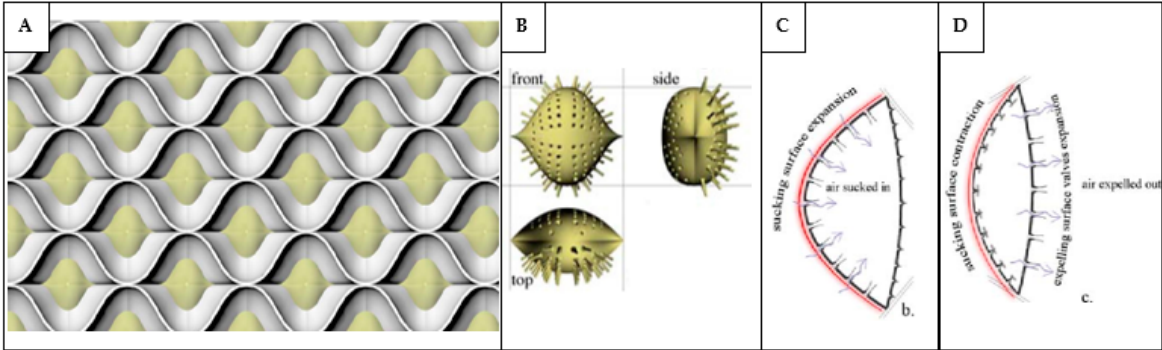 A
B
front
side
top
C
sucking surface expansion
air sucked in
b.
D
sucking surface contraction
expelling surface valves expansion
air expelled out
c.